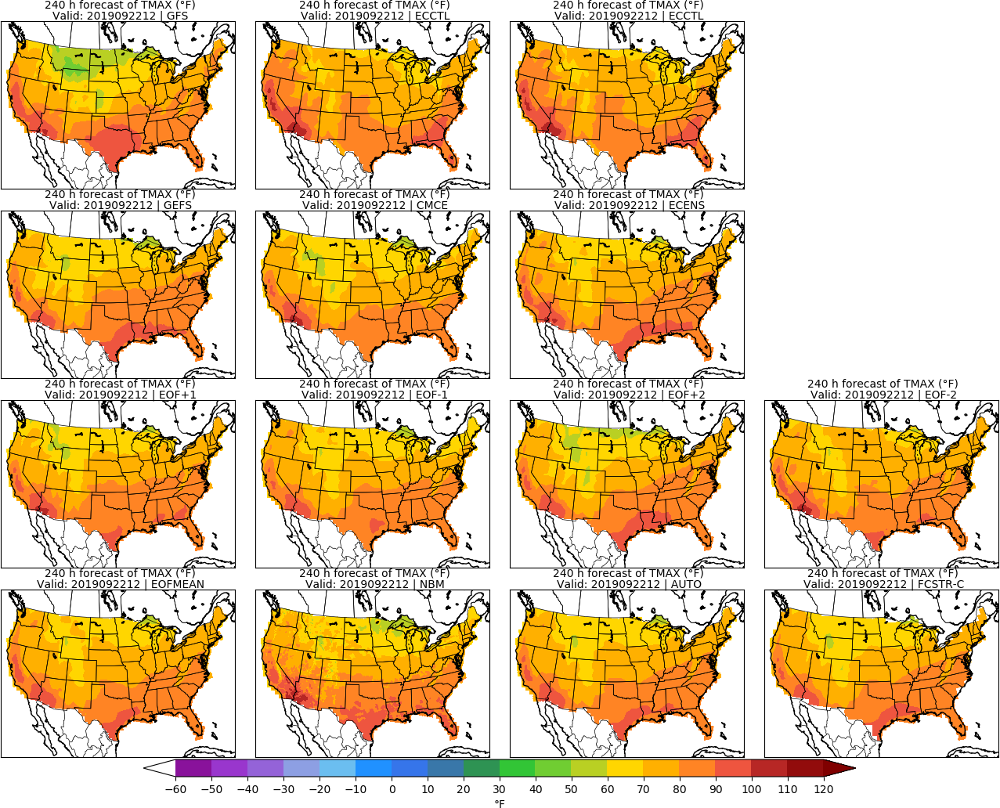 240 h forecast of TMAX (°F)
Valid: 2019092212 | GFS
240 h forecast of TMAX (°F)
Valid: 2019092212 | ECCTL
240 h forecast of TMAX (°F)
Valid: 2019092212 | ECCTL
240 h forecast of TMAX (°F)
Valid: 2019092212 | GEFS
240 h forecast of TMAX (°F)
Valid: 2019092212 | CMCE
240 h forecast of TMAX (°F)
Valid: 2019092212 | ECENS
240 h forecast of TMAX (°F)
Valid: 2019092212 | EOF+1
240 h forecast of TMAX (°F)
Valid: 2019092212 | EOF-1
240 h forecast of TMAX (°F)
Valid: 2019092212 | EOF+2
240 h forecast of TMAX (°F)
Valid: 2019092212 | EOF-2
240 h forecast of TMAX (°F)
Valid: 2019092212 | EOFMEAN
240 h forecast of TMAX (°F)
Valid: 2019092212 | NBM
240 h forecast of TMAX (°F)
Valid: 2019092212 | AUTO
240 h forecast of TMAX (°F)
Valid: 2019092212 | FCSTR-C
−60 −50 −40 −30 −20 −10 0 10 20 30 40 50 60 70 80 90 100 110 120
°F